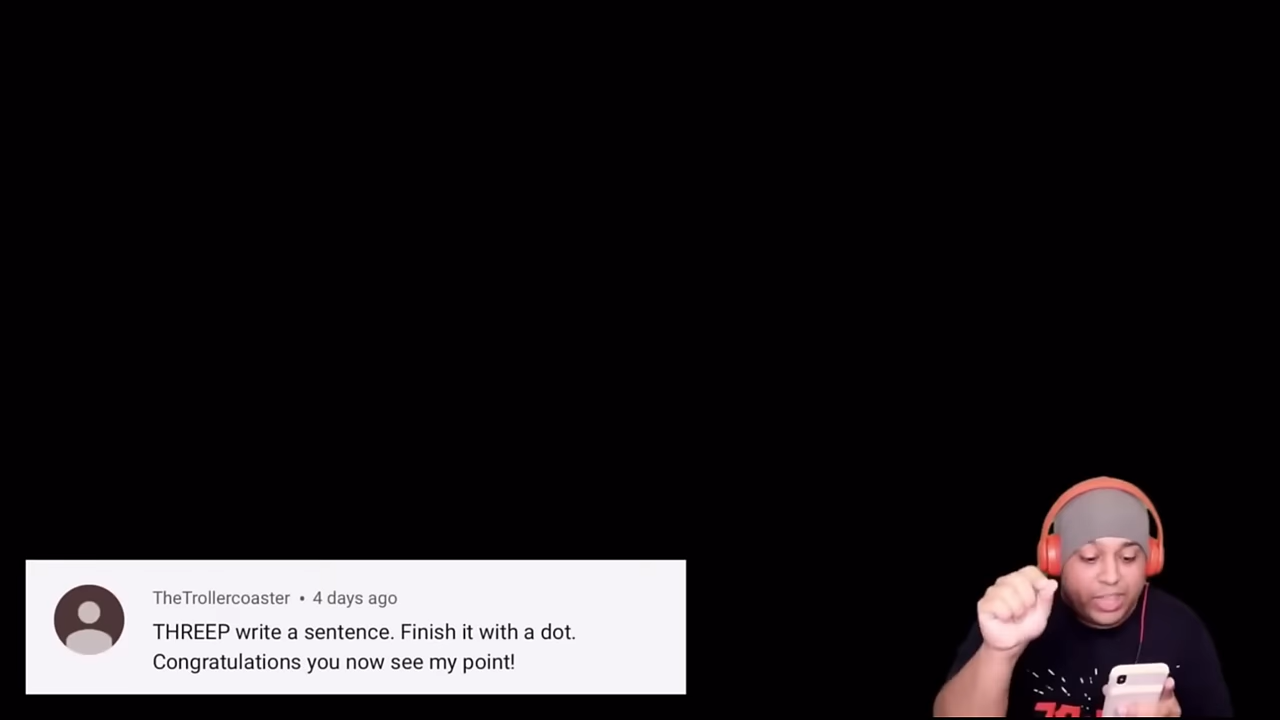 TheTrollercoaster • 4 days ago
THREEP write a sentence. Finish it with a dot.
Congratulations you now see my point!